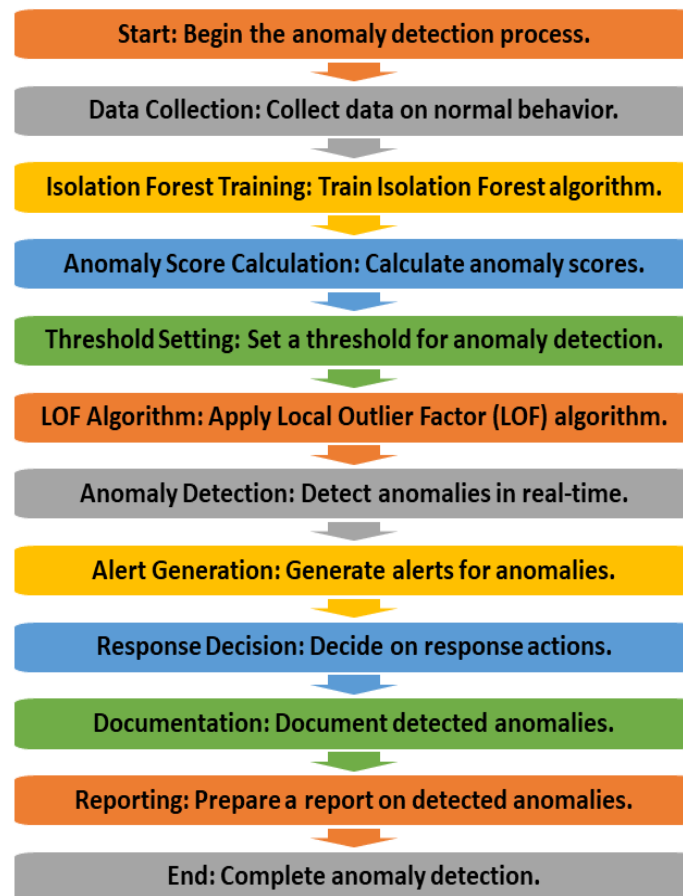 Start: Begin the anomaly detection process.
Data Collection: Collect data on normal behavior.
Isolation Forest Training: Train Isolation Forest algorithm.
Anomaly Score Calculation: Calculate anomaly scores.
Threshold Setting: Set a threshold for anomaly detection.
LOF Algorithm: Apply Local Outlier Factor (LOF) algorithm.
Anomaly Detection: Detect anomalies in real-time.
Alert Generation: Generate alerts for anomalies.
Response Decision: Decide on response actions.
Documentation: Document detected anomalies.
Reporting: Prepare a report on detected anomalies.
End: Complete anomaly detection.